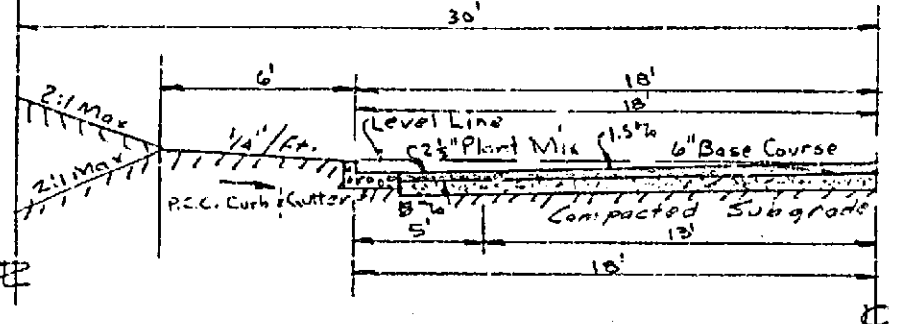 30'
6'
18'
18'
2:1 Max
2:1 Max
1/4"/Ft.
Level Line
2½" Plant Mix
1.5%
6" Base Course
P.C.C. Curb & Gutter
8%
Compacted Subgrade
5'
13'
18'